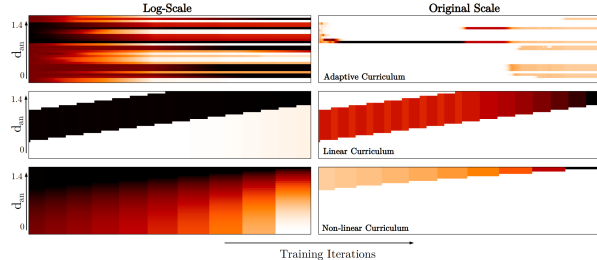 Log-Scale
Original Scale
1.4
d_an
0
Adaptive Curriculum
1.4
d_an
0
Linear Curriculum
1.4
d_an
0
Non-linear Curriculum
Training Iterations